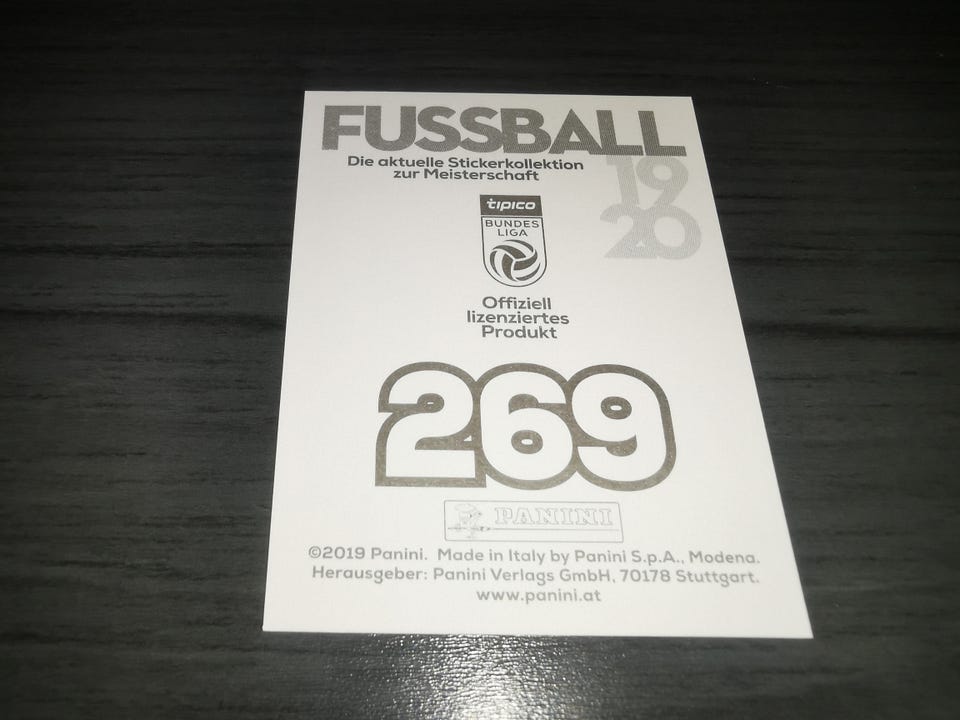 FUSSBALL
Die aktuelle Stickerkollektion
zur Meisterschaft
19
20
tipico
BUNDES
LIGA
Offiziell
lizenziertes
Produkt
269
PANINI
©2019 Panini. Made in Italy by Panini S.p.A., Modena.
Herausgeber: Panini Verlags GmbH, 70178 Stuttgart.
www.panini.at